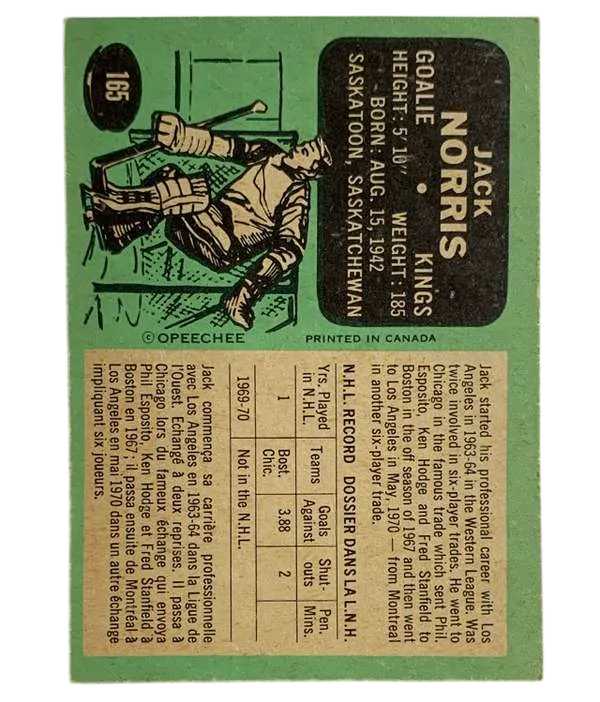 JACK
NORRIS
GOALIE • KINGS
HEIGHT: 5' 10" WEIGHT: 185
BORN: AUG. 15, 1942
SASKATOON, SASKATCHEWAN
165
© OPEECHEE PRINTED IN CANADA
Jack started his professional career with Los
Angeles in 1963-64 in the Western League. Was
twice involved in six-player trades. He went to
Chicago in the famous trade which sent Phil.
Esposito, Ken Hodge and Fred Stanfield to
Boston in the off season of 1967 and then went
to Los Angeles in May, 1970 — from Montreal
in another six-player trade.
N.H.L. RECORD DOSSIER DANS LA L.N.H.
Yrs. Played in N.H.L. Teams Goals Against Shut-outs Pen. Mins.
1 Bost. Chic. 3.88 2
1969-70 Not in the N.H.L.
Jack commença sa carrière professionnelle
avec Los Angeles en 1963-64 dans la Ligue de
l'Ouest. Echangé à deux reprises. Il passa à
Chicago lors du fameux échange qui envoya
Phil Esposito, Ken Hodge et Fred Stanfield à
Boston en 1967; il passa ensuite de Montréal à
Los Angeles en mai 1970 dans un autre échange
impliquant six joueurs.